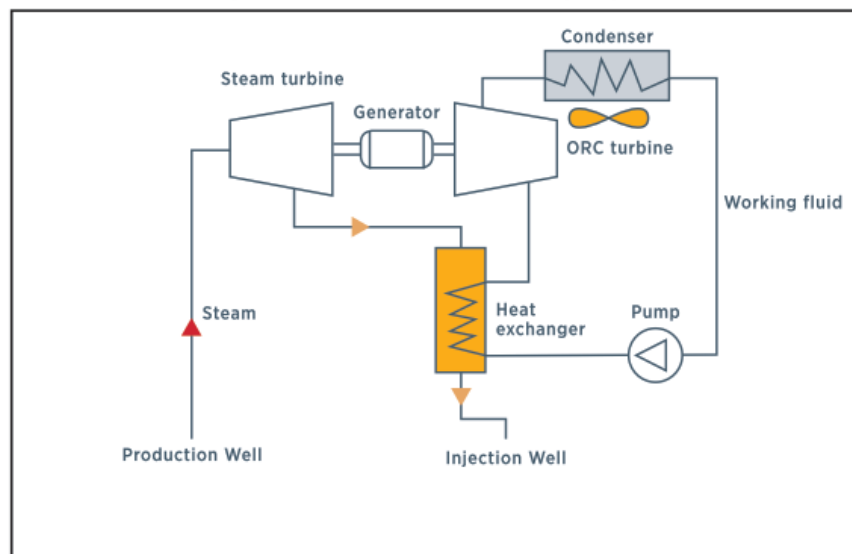 Condenser
Steam turbine
Generator
ORC turbine
Working fluid
Steam
Heat
exchanger
Pump
Production Well
Injection Well